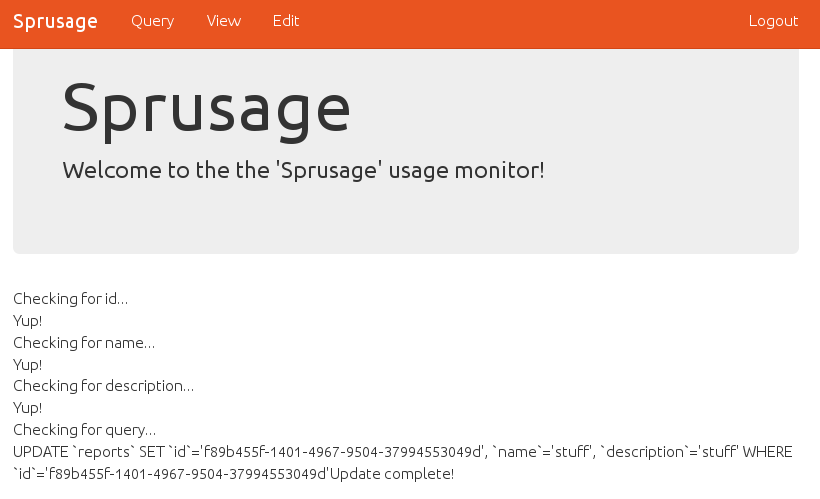 Sprusage Query View Edit Logout
Sprusage
Welcome to the the 'Sprusage' usage monitor!
Checking for id...
Yup!
Checking for name...
Yup!
Checking for description...
Yup!
Checking for query...
UPDATE `reports` SET `id`='f89b455f-1401-4967-9504-37994553049d', `name`='stuff', `description`='stuff' WHERE
`id`='f89b455f-1401-4967-9504-37994553049d'Update complete!